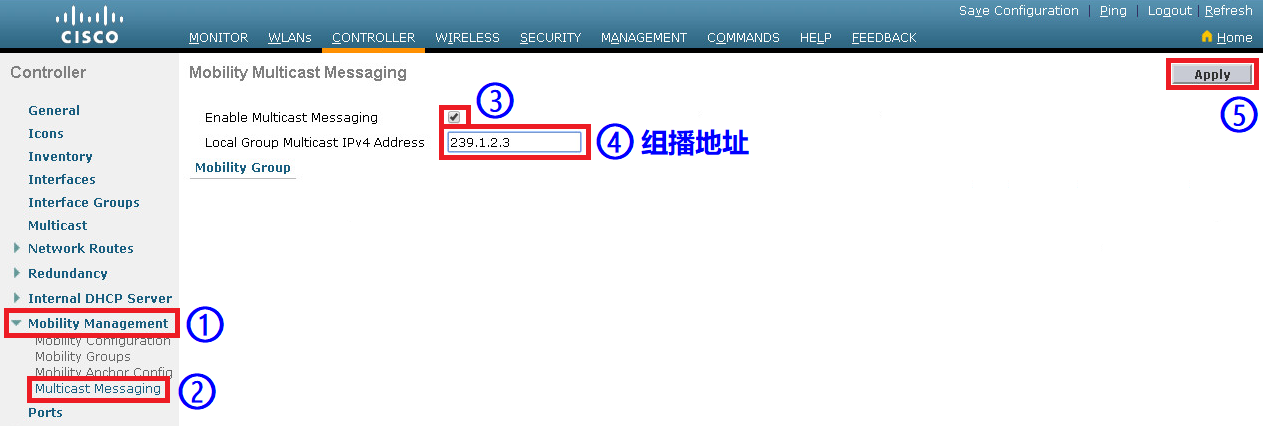 Save Configuration | Ping | Logout | Refresh
CISCO
MONITOR WLANs CONTROLLER WIRELESS SECURITY MANAGEMENT COMMANDS HELP FEEDBACK Home
Controller
General
Icons
Inventory
Interfaces
Interface Groups
Multicast
Network Routes
Redundancy
Internal DHCP Server
Mobility Management ①
Mobility Configuration
Mobility Groups
Mobility Anchor Config
Multicast Messaging ②
Ports
Mobility Multicast Messaging
Apply
⑤
Enable Multicast Messaging ③
Local Group Multicast IPv4 Address 239.1.2.3 ④ 组播地址
Mobility Group